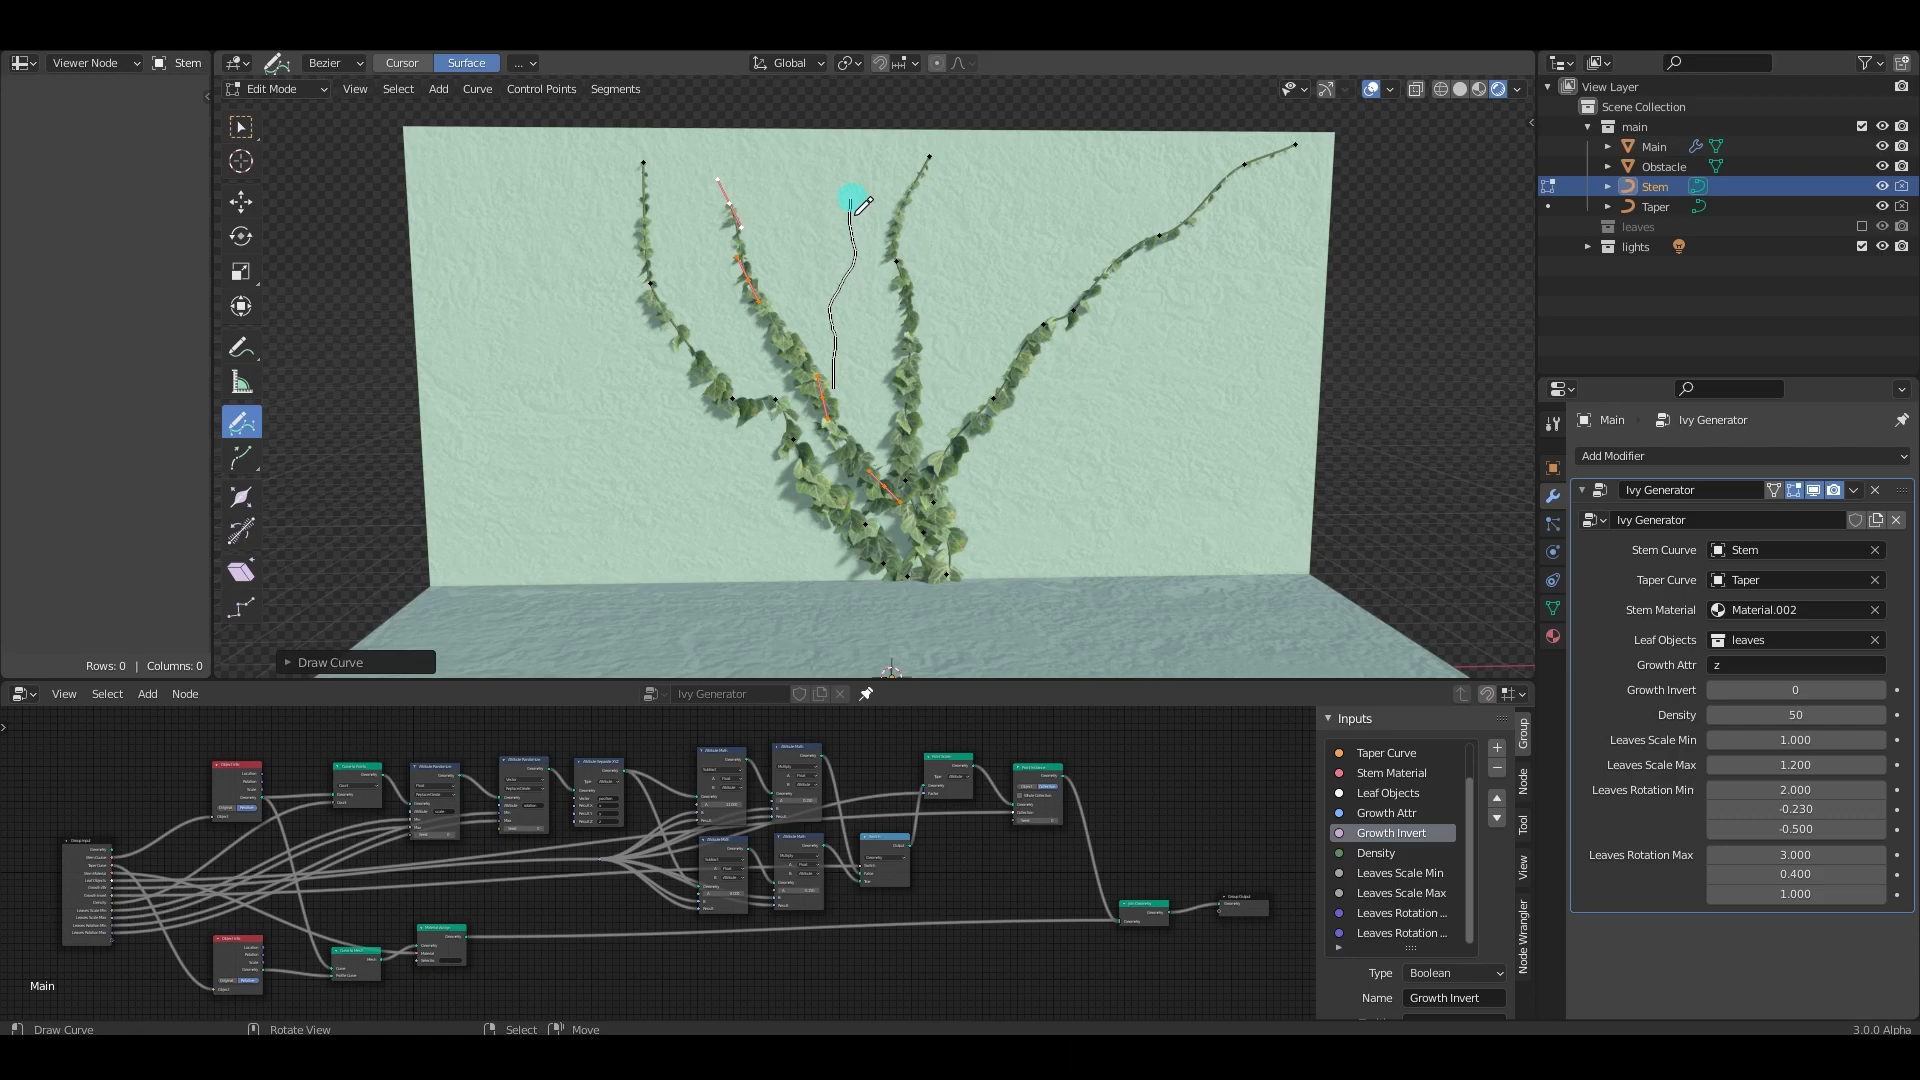 Viewer Node
Stem
Bezier
Cursor
Surface
...
Global
Edit Mode
View
Select
Add
Curve
Control Points
Segments
View Layer
Scene Collection
main
Main
Obstacle
Stem
Taper
leaves
lights
Rows: 0 | Columns: 0
Draw Curve
Main
Ivy Generator
Add Modifier
Ivy Generator
Ivy Generator
Stem Cuurve
Stem
Taper Curve
Taper
Stem Material
Material.002
Leaf Objects
leaves
Growth Attr
z
Growth Invert
0
Density
50
Leaves Scale Min
1.000
Leaves Scale Max
1.200
Leaves Rotation Min
2.000
-0.230
-0.500
Leaves Rotation Max
3.000
0.400
1.000
View
Select
Add
Node
Ivy Generator
Inputs
Taper Curve
Stem Material
Leaf Objects
Growth Attr
Growth Invert
Density
Leaves Scale Min
Leaves Scale Max
Leaves Rotation ...
Leaves Rotation ...
Type
Boolean
Name
Growth Invert
Group
Node
Tool
View
Node Wrangler
Main
Draw Curve
Rotate View
Select
Move
3.0.0 Alpha